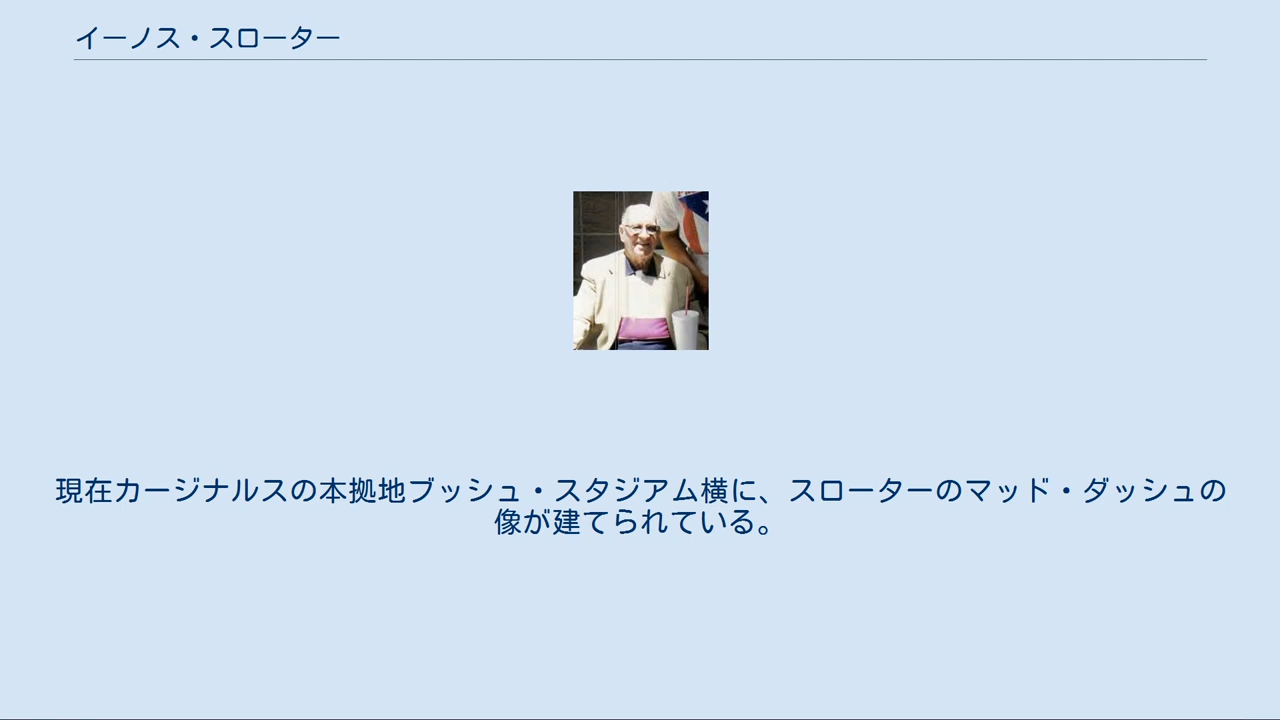 イーノス・スローター
現在カージナルスの本拠地ブッシュ・スタジアム横に、スローターのマッド・ダッシュの
像が建てられている。